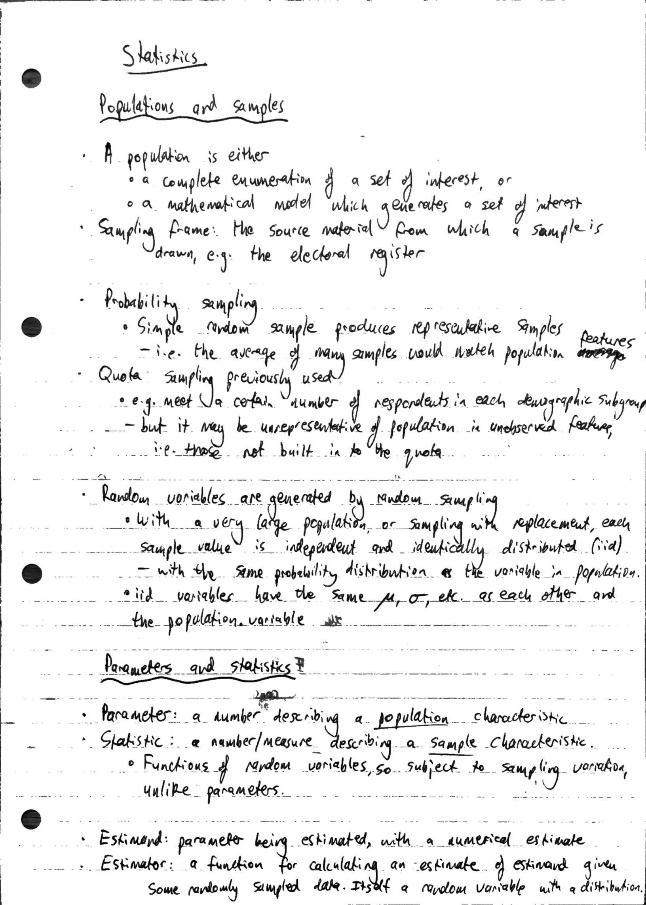 Statistics
Populations and samples
· A population is either
∘ a complete enumeration of a set of interest, or
∘ a mathematical model which generates a set of interest
· Sampling frame: the source material from which a sample is
drawn, e.g. the electoral register
· Probability sampling
∘ Simple random sample produces representative samples
– i.e. the average of many samples would match population features
· Quota sampling previously used
∘ e.g. meet a certain number of respondents in each demographic subgroup
– but it may be unrepresentative of population in unobserved features,
i.e. those not built in to the quota
· Random variables are generated by random sampling
∘ With a very large population, or sampling with replacement, each
sample value is independent and identically distributed (iid)
– with the same probability distribution as the variable in population.
∘ iid variables have the same μ, σ, etc. as each other and
the population variable
Parameters and statistics
· Parameter: a number describing a population characteristic
· Statistic: a number/measure describing a sample characteristic.
∘ Functions of random variables, so subject to sampling variation,
unlike parameters.
· Estimand: parameter being estimated, with a numerical estimate
· Estimator: a function for calculating an estimate of estimand given
some randomly sampled data. Itself a random variable with a distribution.